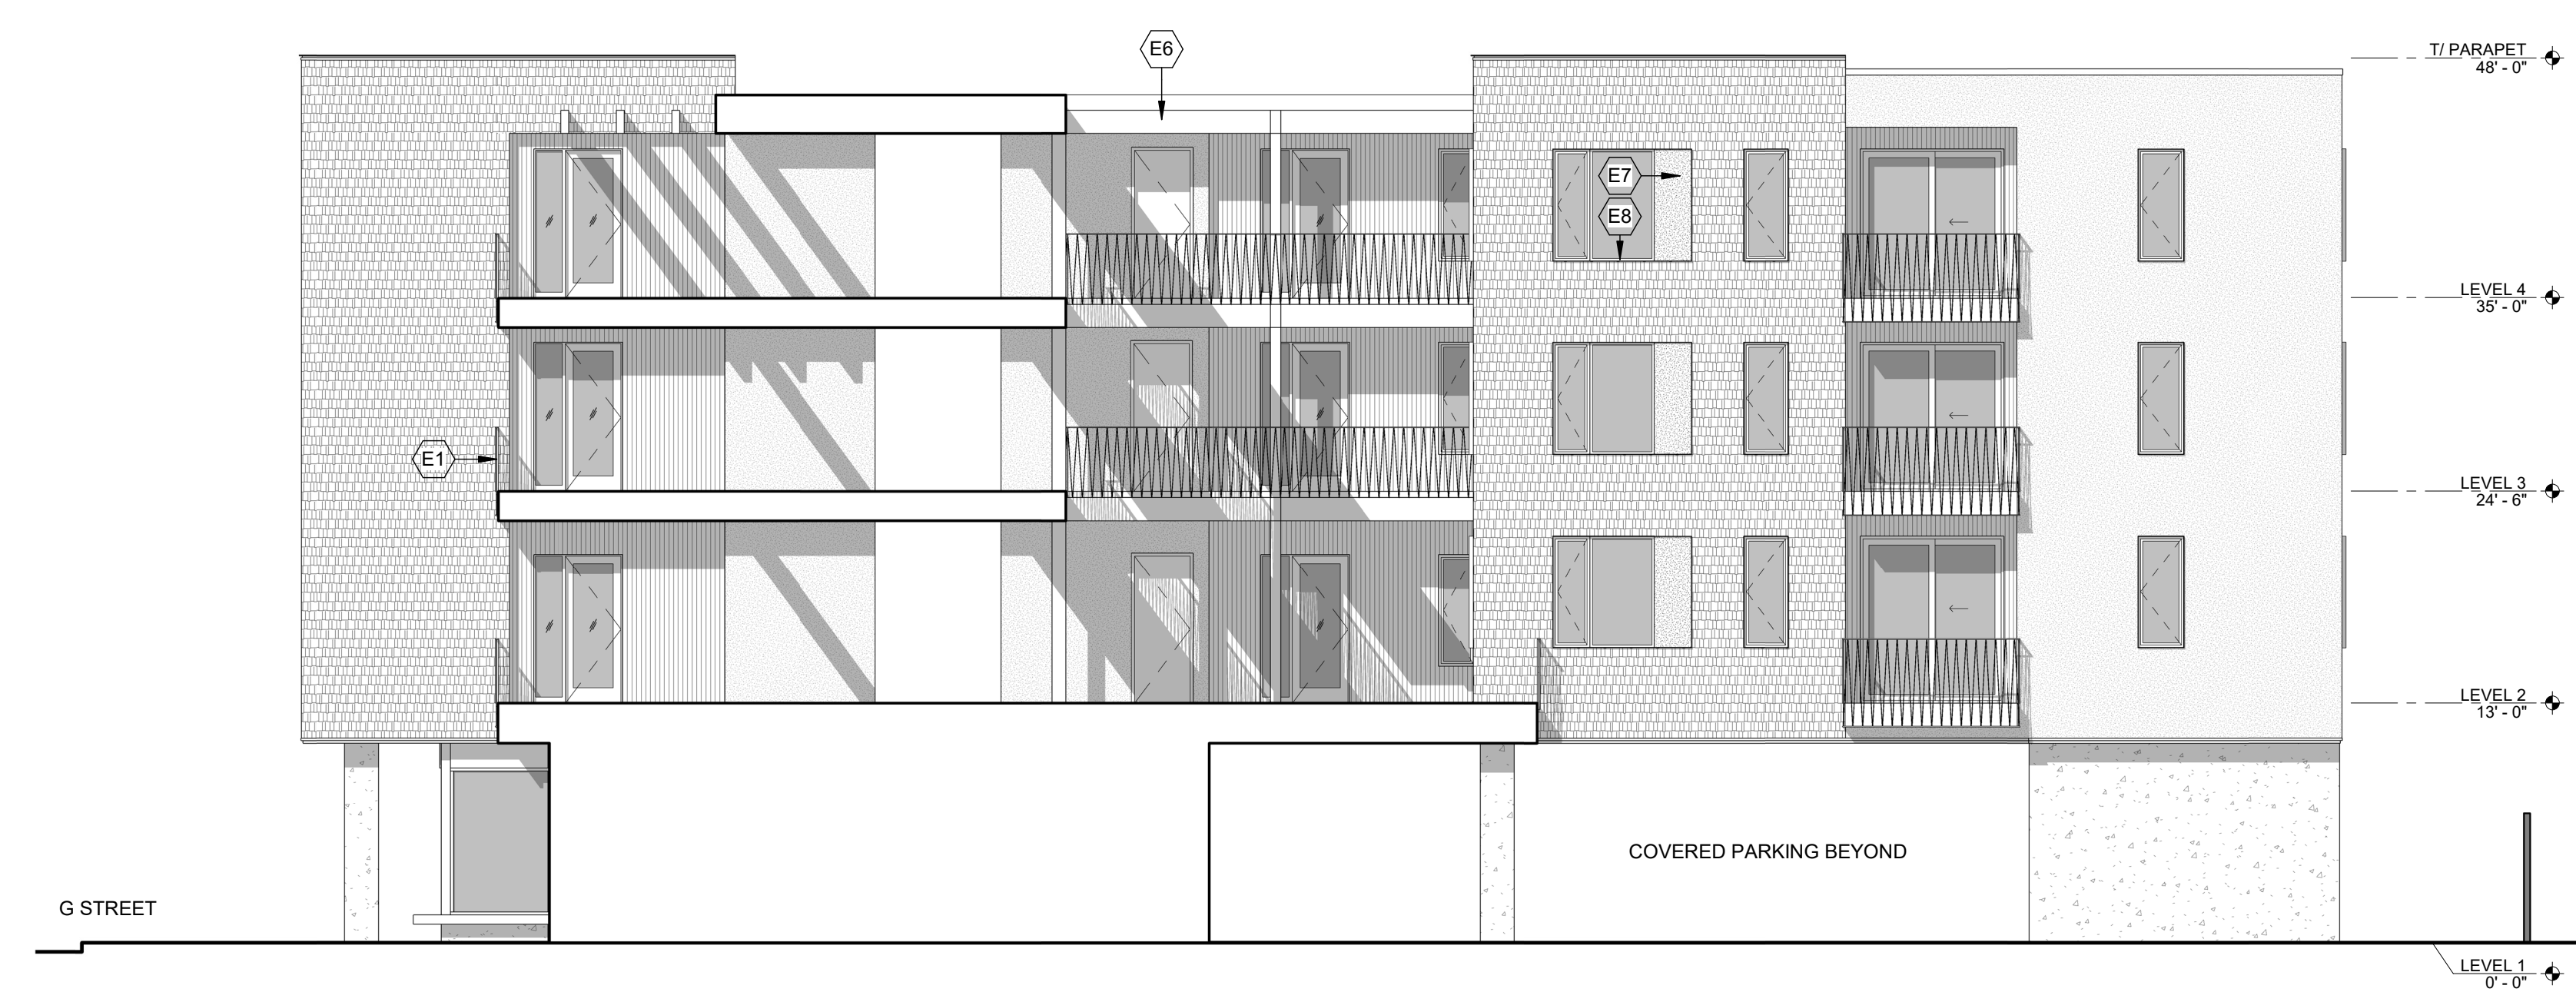 E6
T/ PARAPET
48' - 0"
E7
E8
LEVEL 4
35' - 0"
E1
LEVEL 3
24' - 6"
LEVEL 2
13' - 0"
COVERED PARKING BEYOND
G STREET
LEVEL 1
0' - 0"